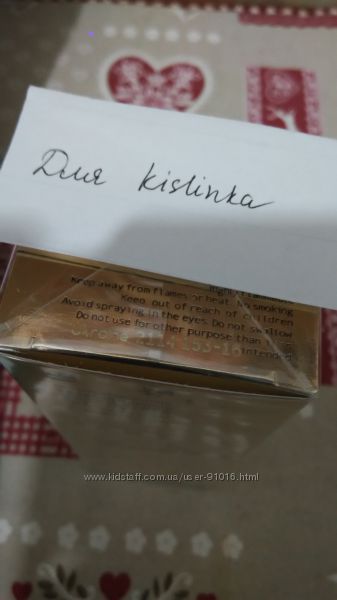 Для kislinka
Keep away from flames or heat. No smoking
Keep out of reach of children
Avoid spraying in the eyes. Do not swallow
Do not use for other purpose than
intended
www.kidstaff.com.ua/user-91016.html